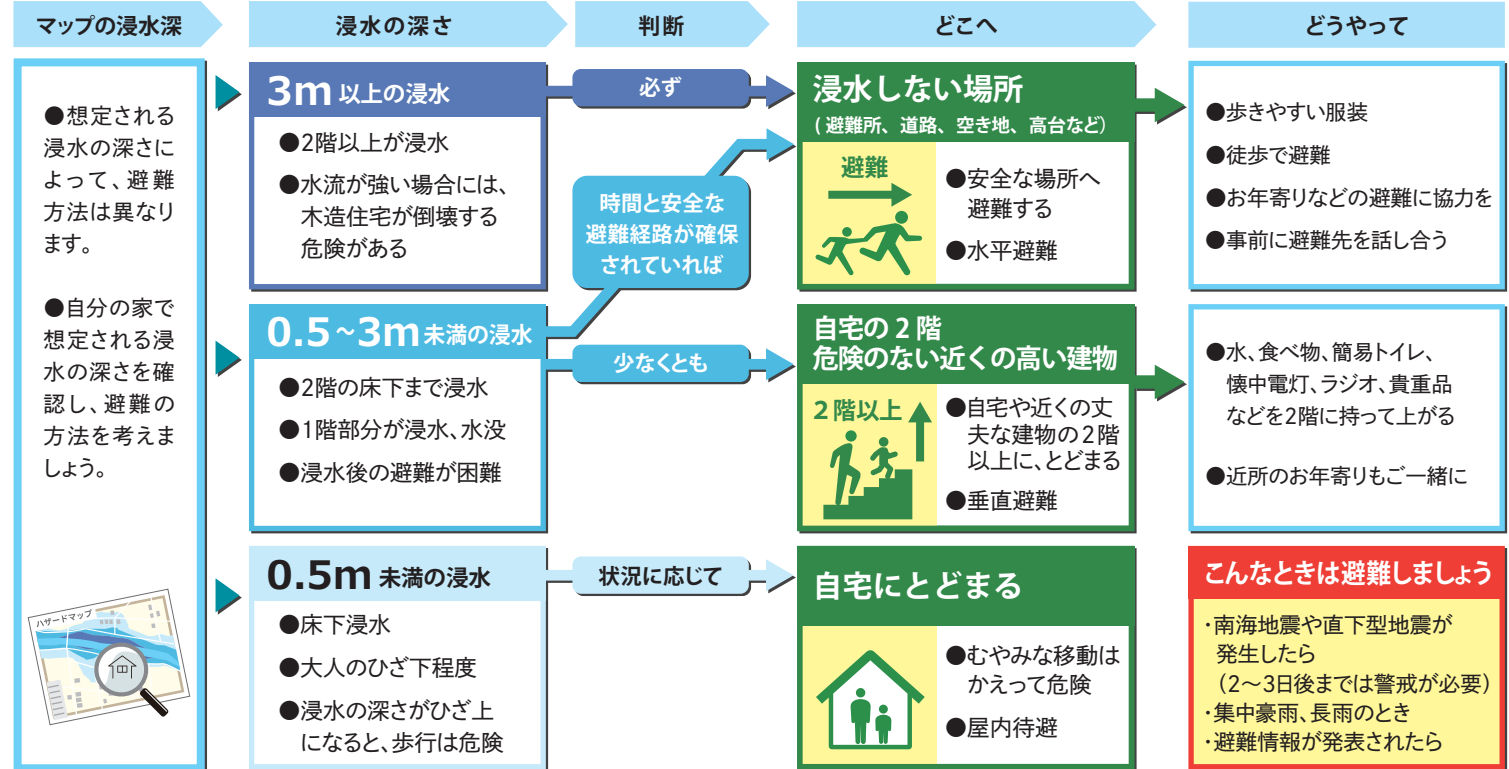 マップの浸水深
浸水の深さ
判断
どこへ
どうやって
●想定される
浸水の深さに
よって、避難
方法は異なり
ます。
●自分の家で
想定される浸
水の深さを確
認し、避難の
方法を考えま
しょう。
ハザードマップ
3m 以上の浸水
●2階以上が浸水
●水流が強い場合には、
木造住宅が倒壊する
危険がある
必ず
時間と安全な
避難経路が確保
されていれば
浸水しない場所
(避難所、道路、空き地、高台など)
避難
●安全な場所へ
避難する
●水平避難
●歩きやすい服装
●徒歩で避難
●お年寄りなどの避難に協力を
●事前に避難先を話し合う
0.5~3m 未満の浸水
●2階の床下まで浸水
●1階部分が浸水、水没
●浸水後の避難が困難
少なくとも
自宅の2階
危険のない近くの高い建物
2階以上
●自宅や近くの丈
夫な建物の2階
以上に、とどまる
●垂直避難
●水、食べ物、簡易トイレ、
懐中電灯、ラジオ、貴重品
などを2階に持って上がる
●近所のお年寄りもご一緒に
0.5m 未満の浸水
●床下浸水
●大人のひざ下程度
●浸水の深さがひざ上
になると、歩行は危険
状況に応じて
自宅にとどまる
●むやみな移動は
かえって危険
●屋内待避
こんなときは避難しましょう
・南海地震や直下型地震が
発生したら
(2〜3日後までは警戒が必要)
・集中豪雨、長雨のとき
・避難情報が発表されたら